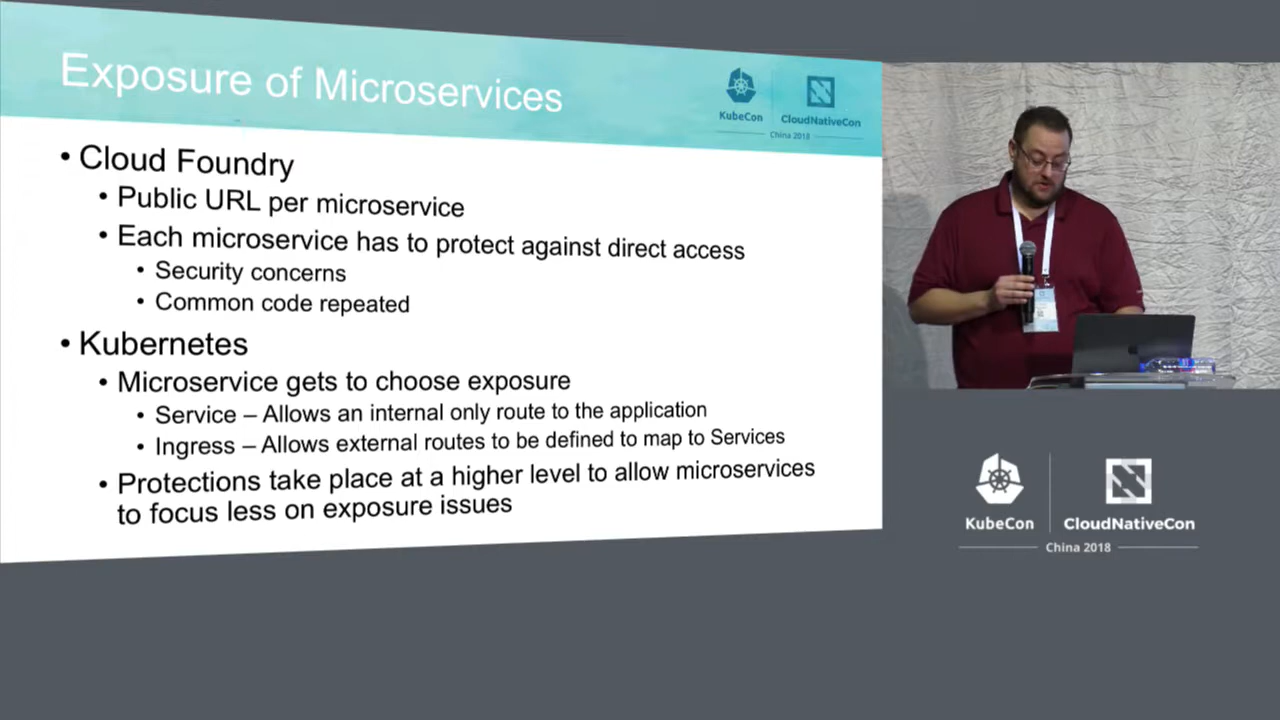 Exposure of Microservices
KubeCon
CloudNativeCon
China 2018
• Cloud Foundry
• Public URL per microservice
• Each microservice has to protect against direct access
• Security concerns
• Common code repeated
• Kubernetes
• Microservice gets to choose exposure
• Service – Allows an internal only route to the application
• Ingress – Allows external routes to be defined to map to Services
• Protections take place at a higher level to allow microservices
to focus less on exposure issues
KubeCon
CloudNativeCon
China 2018